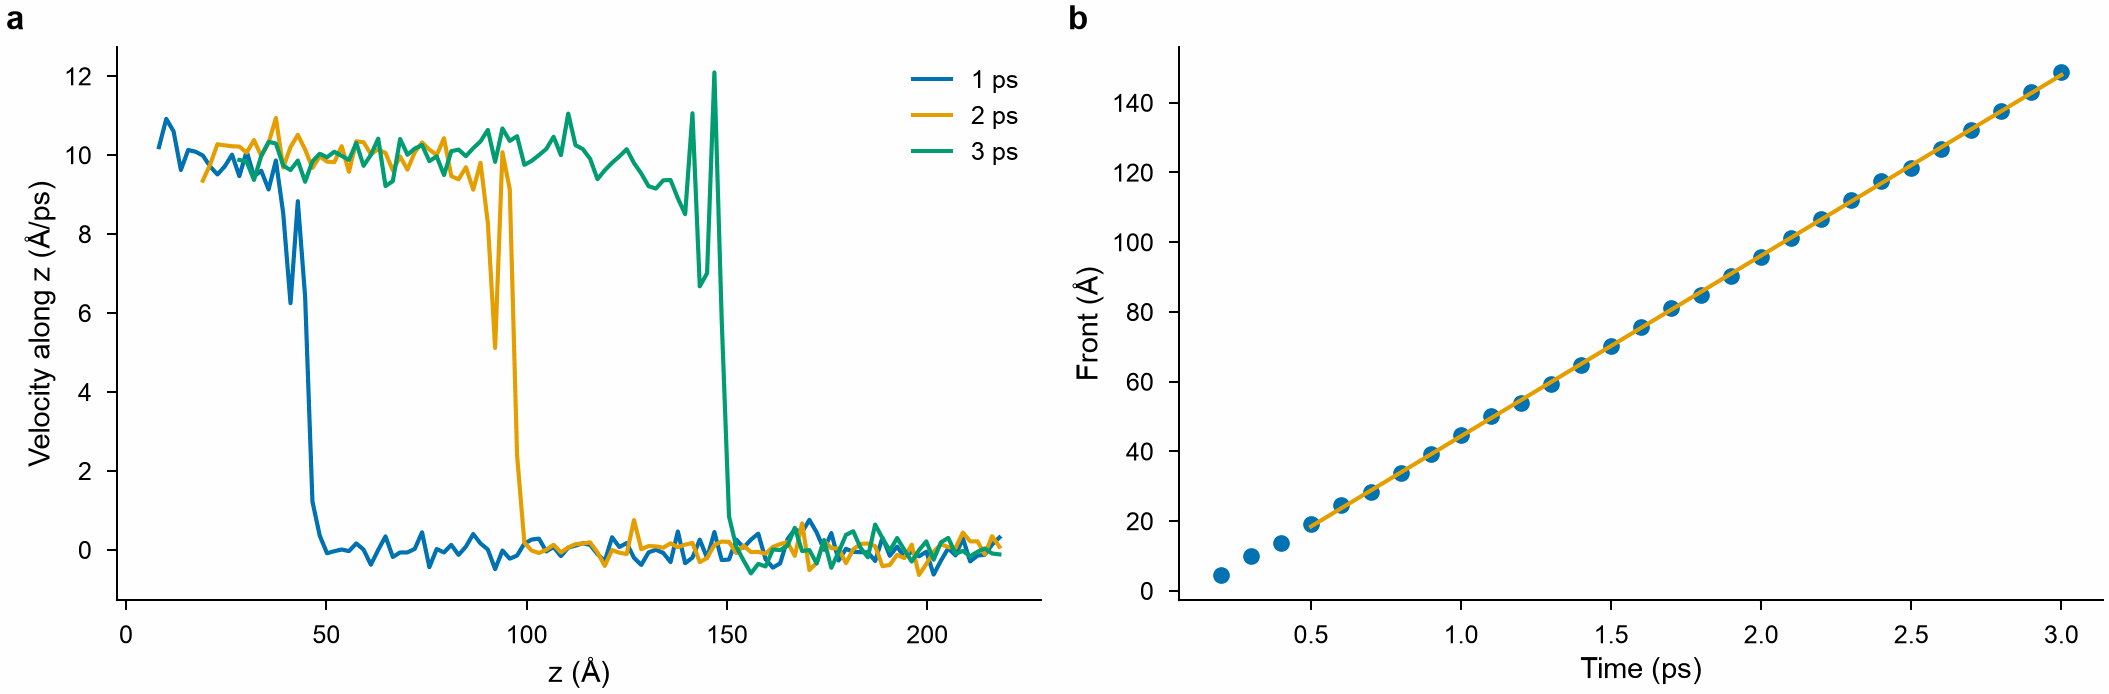 a
12
10
8
6
4
2
0
Velocity along z (Å/ps)
1 ps
2 ps
3 ps
0 50 100 150 200
z (Å)
b
140
120
100
80
60
40
20
0
Front (Å)
0.5 1.0 1.5 2.0 2.5 3.0
Time (ps)